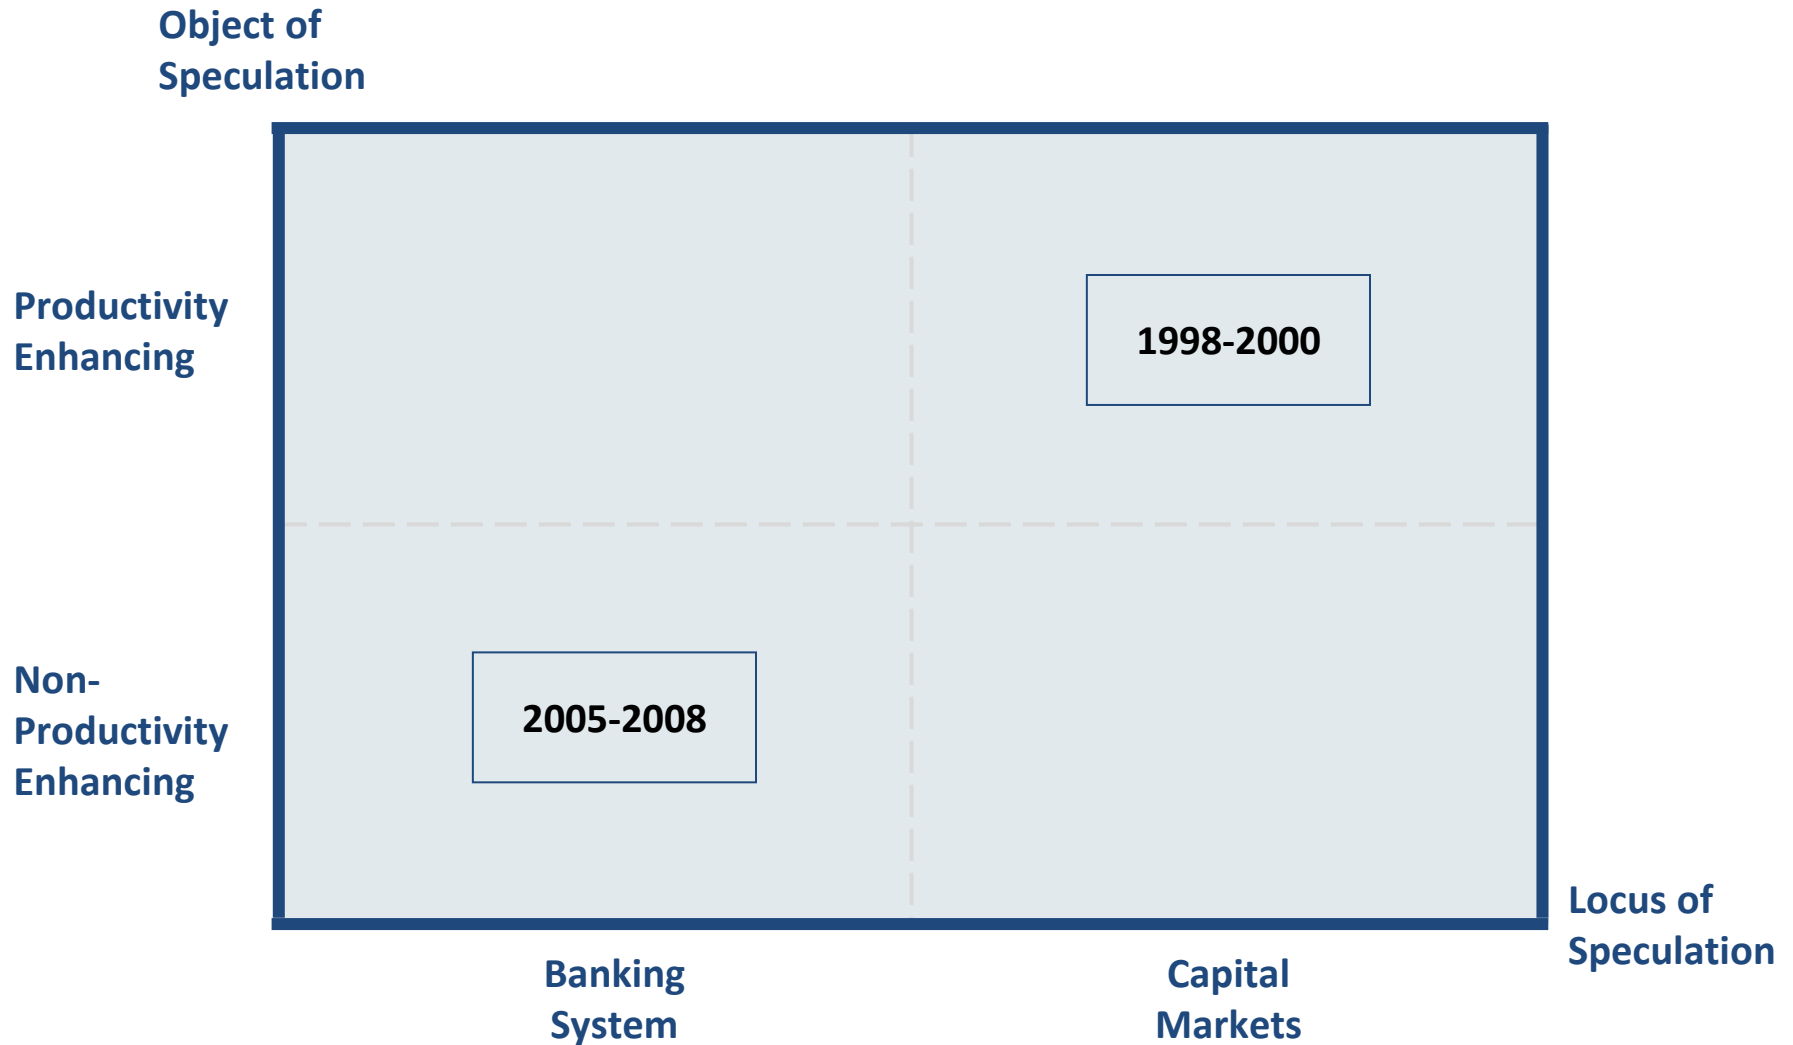 Object of
Speculation
Productivity
Enhancing
1998-2000
Non-
Productivity
Enhancing
2005-2008
Locus of
Speculation
Banking
System
Capital
Markets